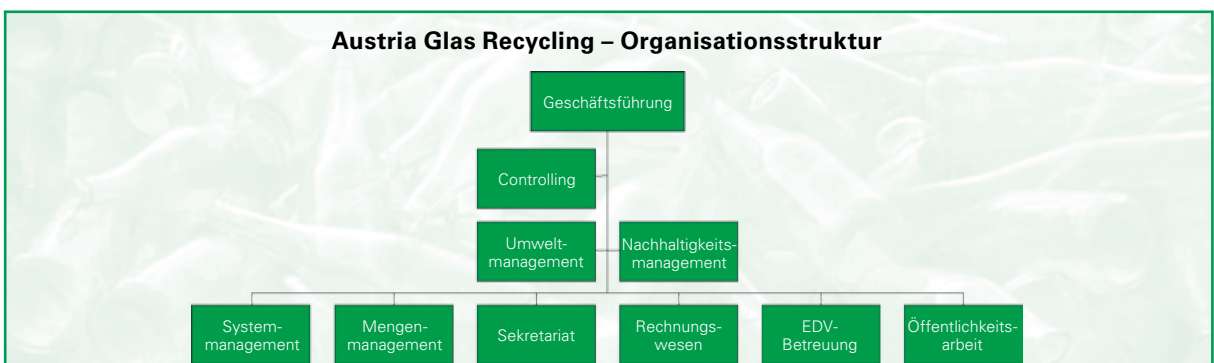 Austria Glas Recycling – Organisationsstruktur
Geschäftsführung
Controlling
Umwelt-
management
Nachhaltigkeits-
management
System-
management
Mengen-
management
Sekretariat
Rechnungs-
wesen
EDV-
Betreuung
Öffentlichkeits-
arbeit